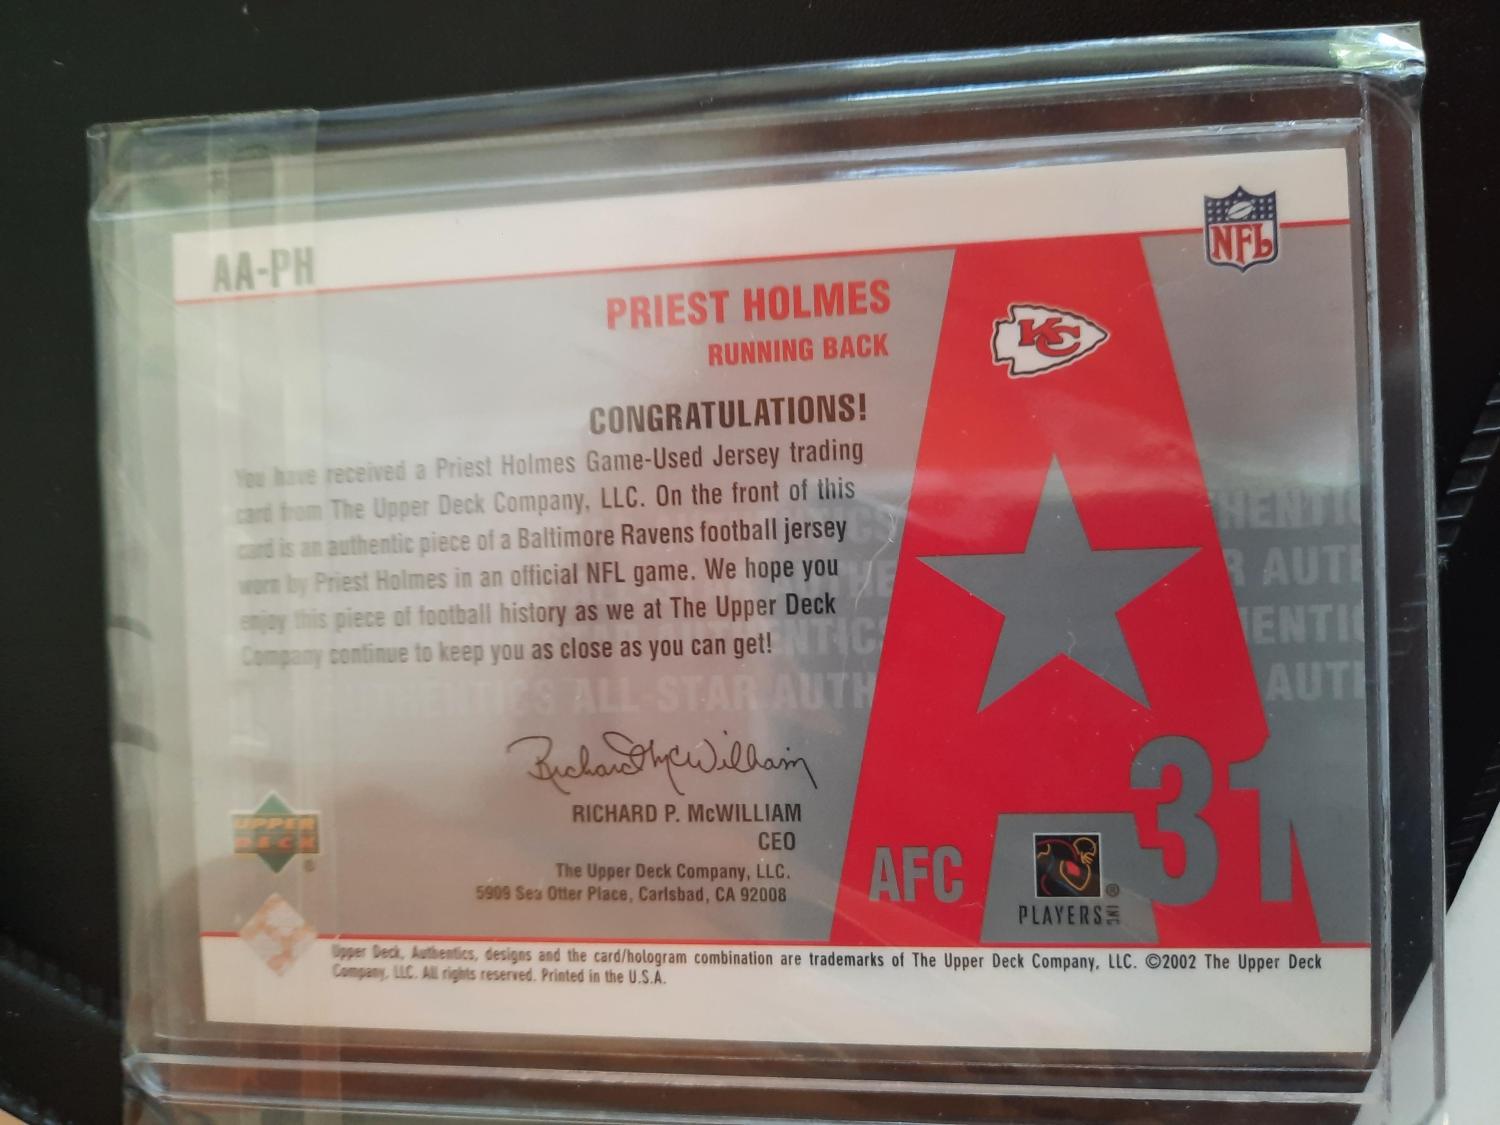 AA-PH
NFL
PRIEST HOLMES
RUNNING BACK
KC
CONGRATULATIONS!
You have received a Priest Holmes Game-Used Jersey trading
card from The Upper Deck Company, LLC. On the front of this
card is an authentic piece of a Baltimore Ravens football jersey
worn by Priest Holmes in an official NFL game. We hope you
enjoy this piece of football history as we at The Upper Deck
Company continue to keep you as close as you can get!
AUTHENTICS ALL-STAR AUTH
Richard McWilliam
RICHARD P. McWILLIAM
CEO
The Upper Deck Company, LLC.
5909 Sea Otter Place, Carlsbad, CA 92008
UPPER
DECK
®
AFC
31
PLAYERS INC ®
Upper Deck, Authentics, designs and the card/hologram combination are trademarks of The Upper Deck Company, LLC. ©2002 The Upper Deck
Company, LLC. All rights reserved. Printed in the U.S.A.